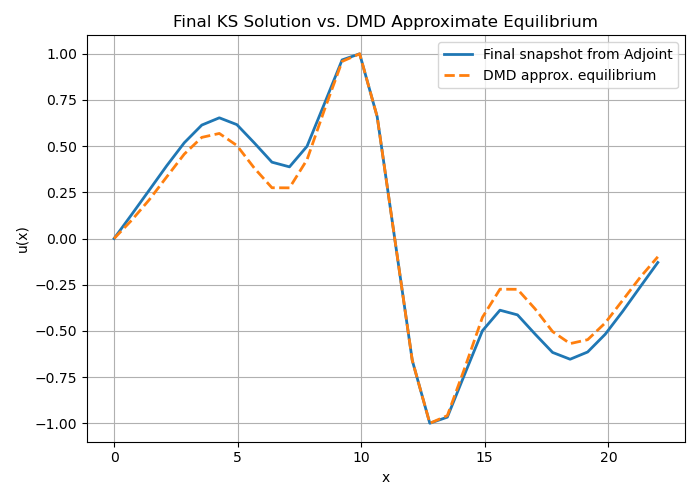 Final KS Solution vs. DMD Approximate Equilibrium
Final snapshot from Adjoint
DMD approx. equilibrium
1.00
0.75
0.50
0.25
0.00
−0.25
−0.50
−0.75
−1.00
u(x)
0 5 10 15 20
x